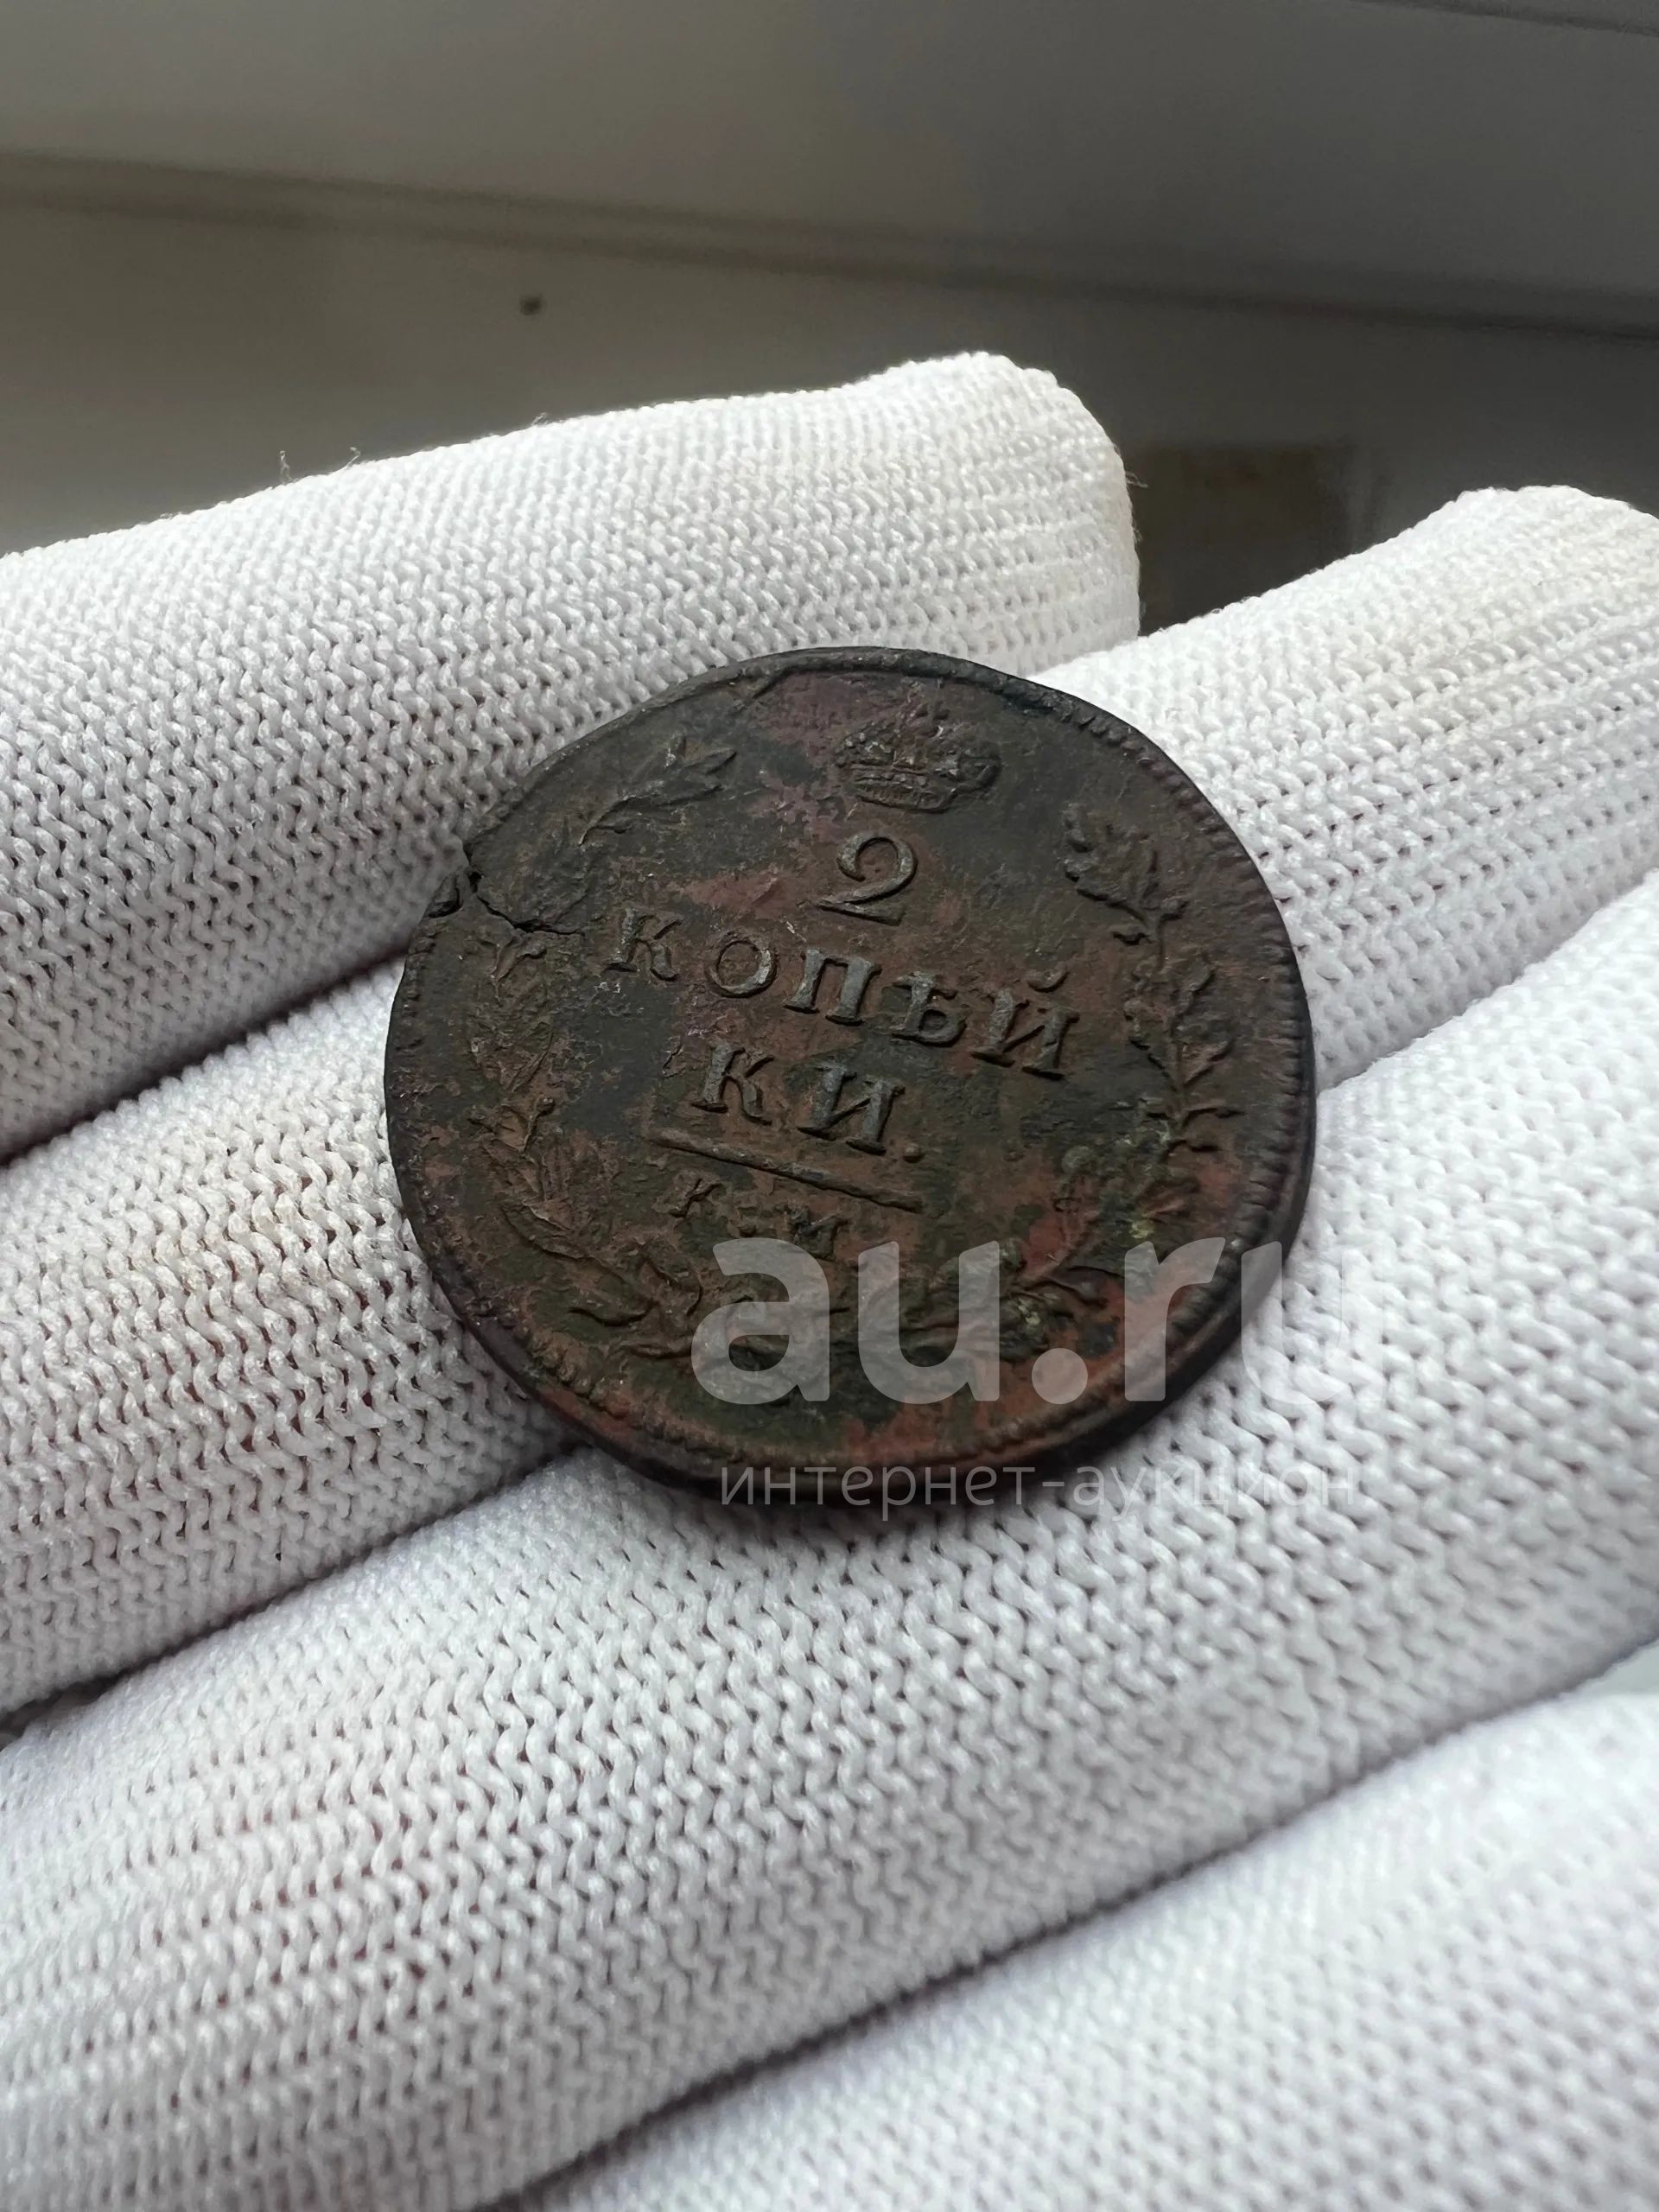 2
КОПѢЙ
КИ.
К·М
au.ru
интернет-аукцион